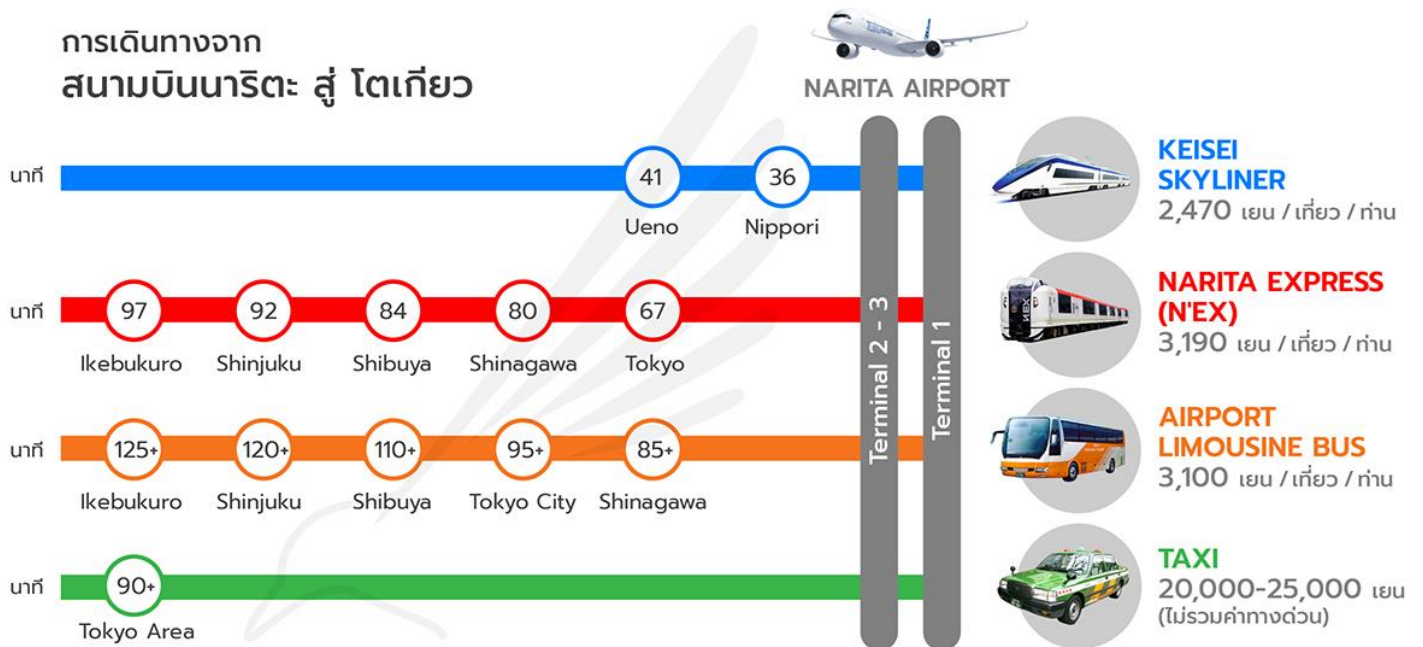 การเดินทางจาก
สนามบินนาริตะ สู่ โตเกียว
NARITA AIRPORT
นาที
41
36
Ueno
Nippori
KEISEI
SKYLINER
2,470 เยน / เที่ยว / ท่าน
นาที
97
92
84
80
67
Ikebukuro
Shinjuku
Shibuya
Shinagawa
Tokyo
NARITA EXPRESS
(N'EX)
3,190 เยน / เที่ยว / ท่าน
นาที
125+
120+
110+
95+
85+
Ikebukuro
Shinjuku
Shibuya
Tokyo City
Shinagawa
AIRPORT
LIMOUSINE BUS
3,100 เยน / เที่ยว / ท่าน
นาที
90+
Tokyo Area
TAXI
20,000-25,000 เยน
(ไม่รวมค่าทางด่วน)
Terminal 2 - 3
Terminal 1
NEX